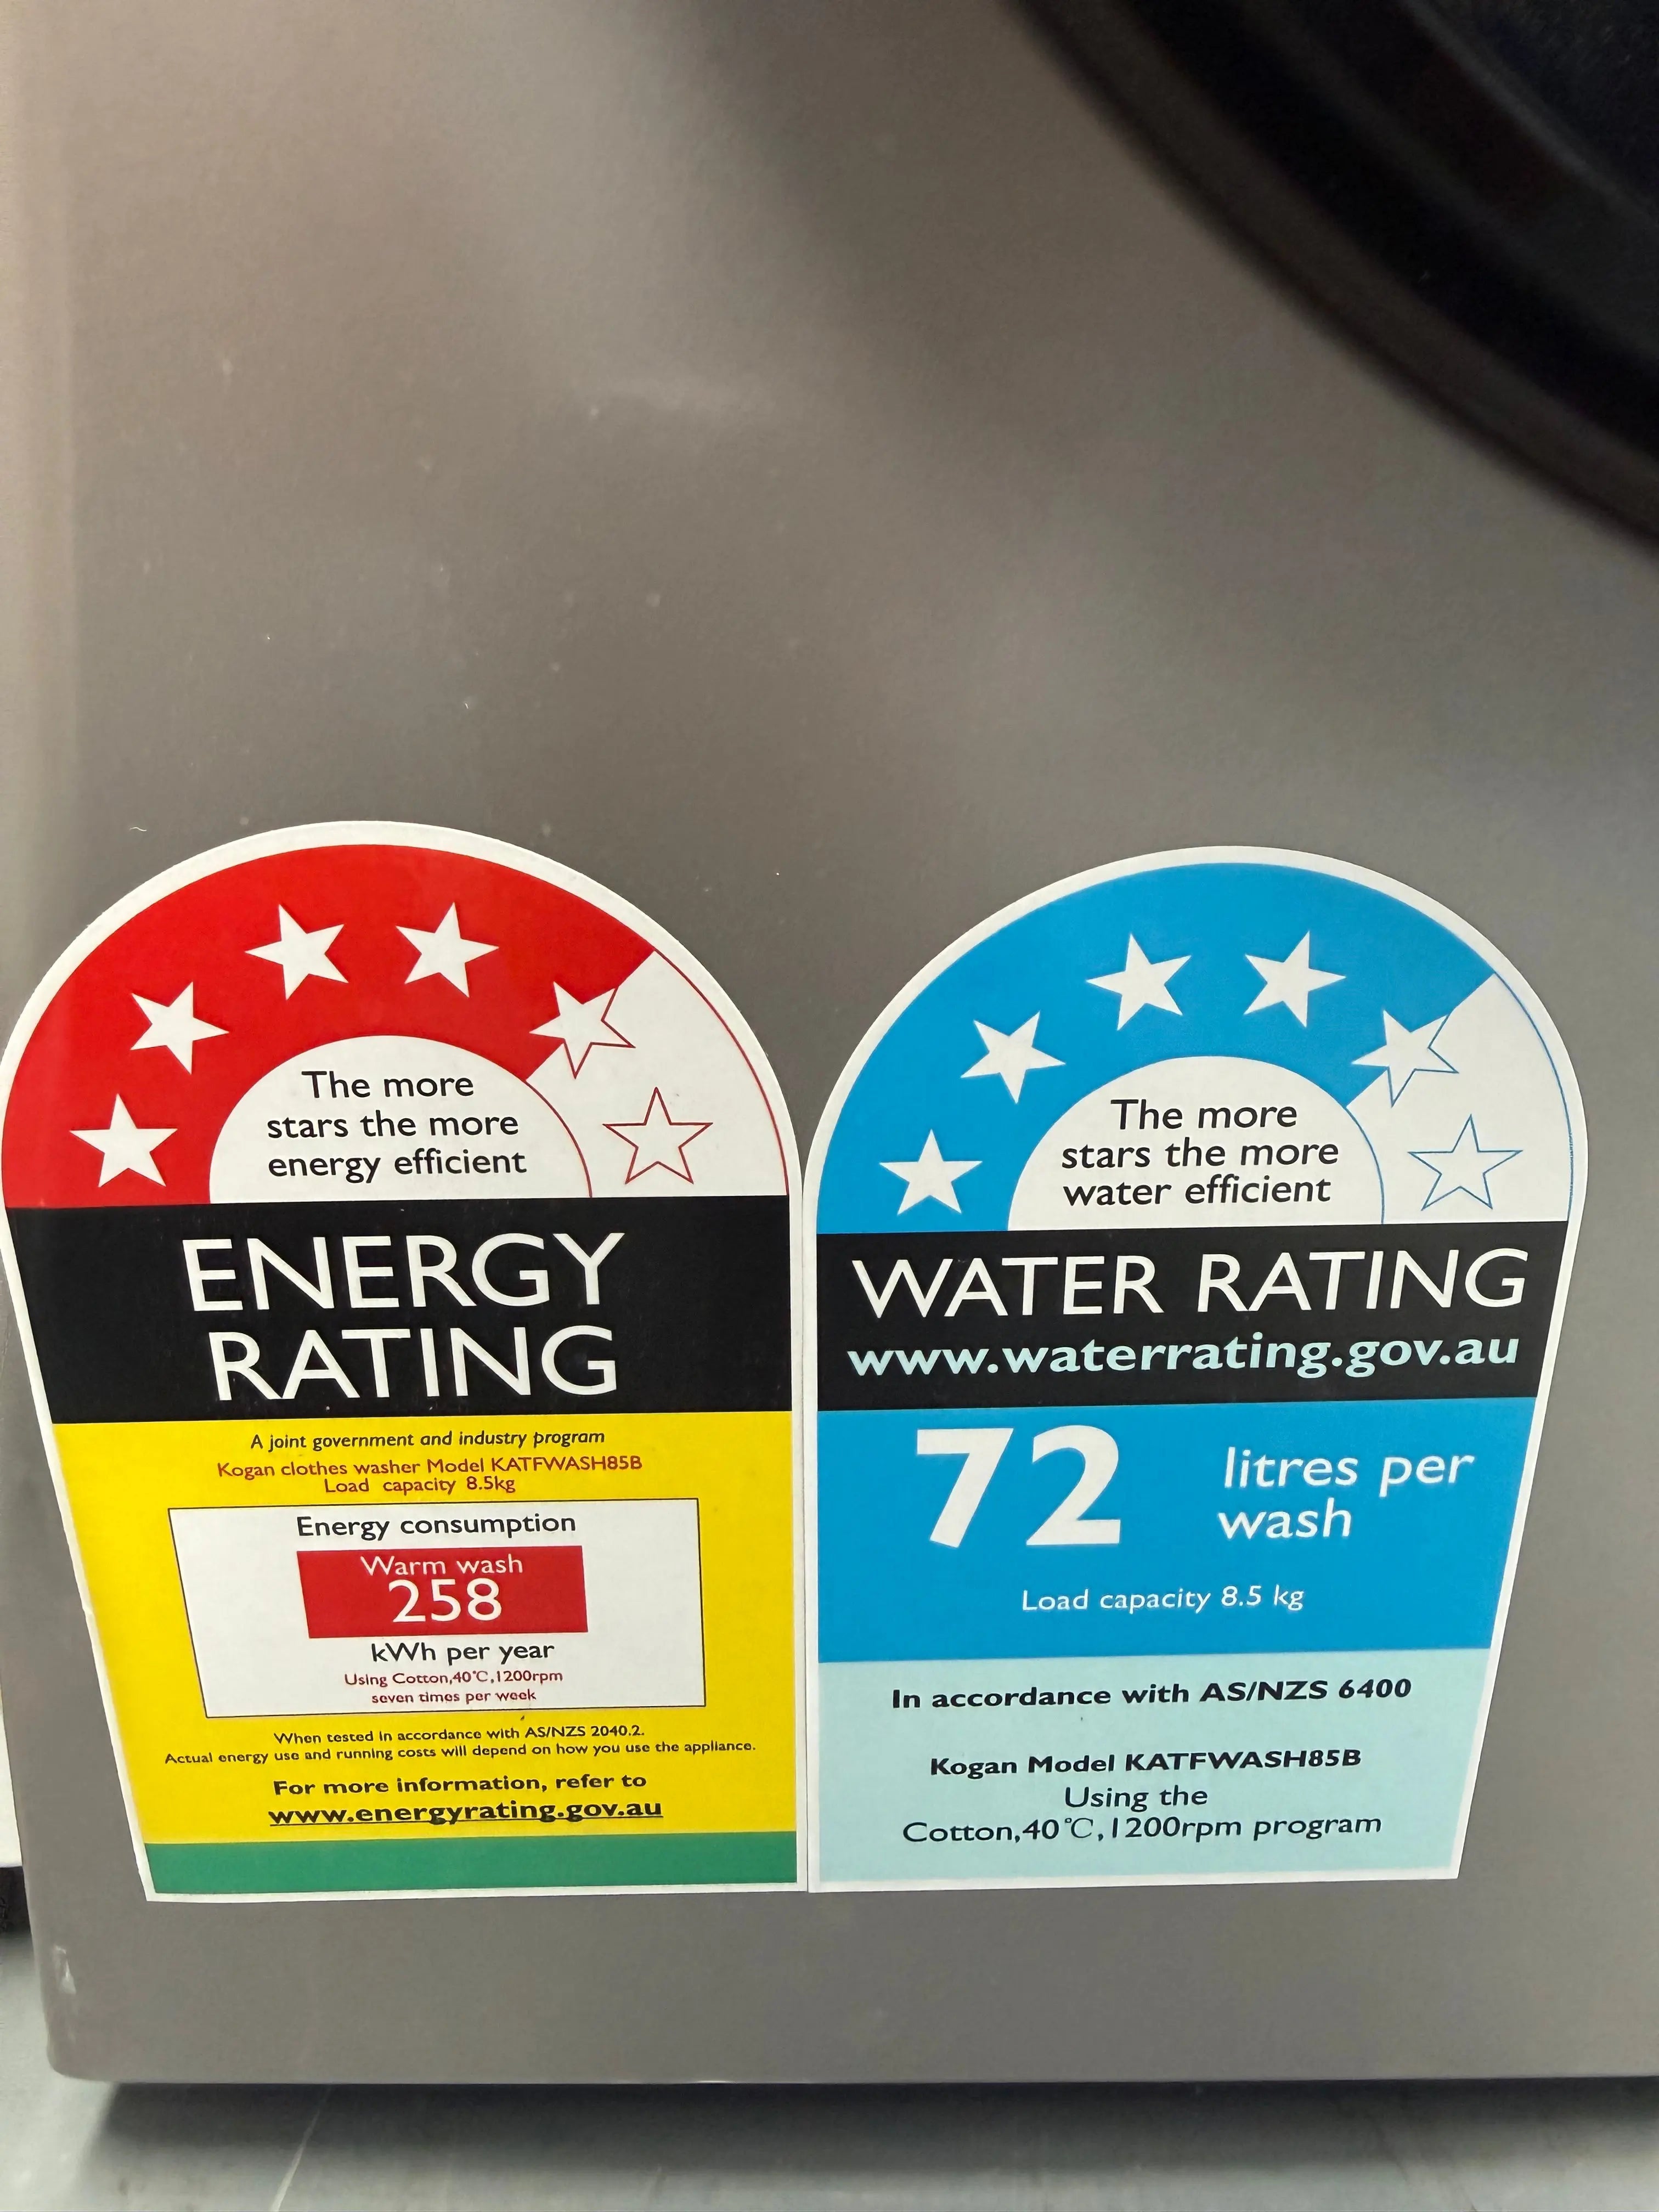 The more
stars the more
energy efficient
ENERGY
RATING
A joint government and industry program
Kogan clothes washer Model KATFWASH85B
Load capacity 8.5kg
Energy consumption
Warm wash
258
kWh per year
Using Cotton,40℃,1200rpm
seven times per week
When tested in accordance with AS/NZS 2040.2.
Actual energy use and running costs will depend on how you use the appliance.
For more information, refer to
www.energyrating.gov.au
The more
stars the more
water efficient
WATER RATING
www.waterrating.gov.au
72
litres per
wash
Load capacity 8.5 kg
In accordance with AS/NZS 6400
Kogan Model KATFWASH85B
Using the
Cotton,40℃,1200rpm program